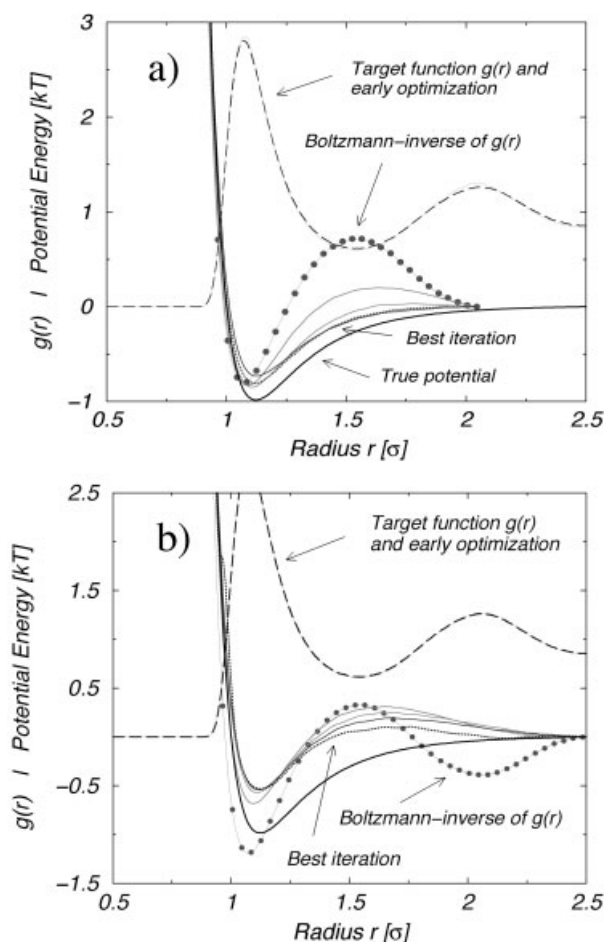 a)
3
2
1
0
−1
0.5
1
1.5
2
2.5
g(r) I Potential Energy [kT]
Radius r [σ]
Target function g(r) and
early optimization
Boltzmann−inverse of g(r)
Best iteration
True potential
b)
2.5
1.5
0.5
−0.5
−1.5
0.5
1
1.5
2
2.5
g(r) I Potential Energy [kT]
Radius r [σ]
Target function g(r)
and early optimization
Boltzmann−inverse of g(r)
Best iteration